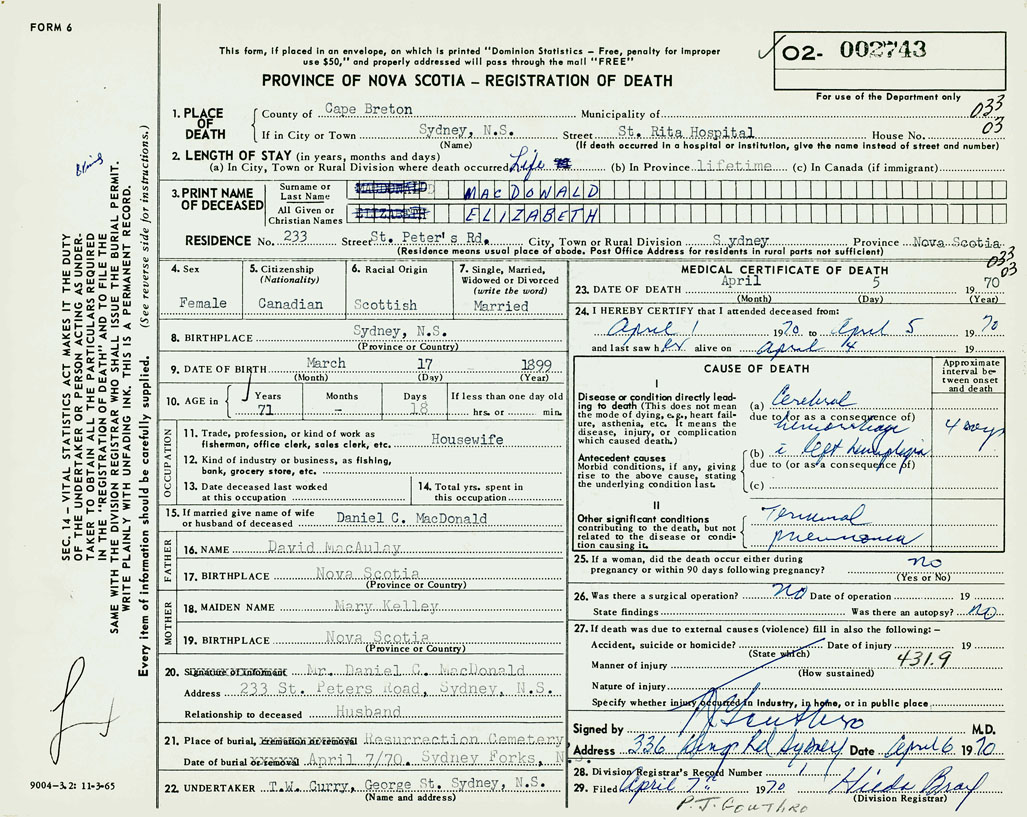 FORM 6
This form, if placed in an envelope, on which is printed "Dominion Statistics – Free, penalty for improper
use $50," and properly addressed will pass through the mail "FREE"
PROVINCE OF NOVA SCOTIA – REGISTRATION OF DEATH
O2- 002743
For use of the Department only
033
03
1. PLACE OF DEATH
County of Cape Breton Municipality of
If in City or Town Sydney, N.S. Street St. Rita Hospital House No.
(Name) (If death occurred in a hospital or institution, give the name instead of street and number)
2. LENGTH OF STAY (in years, months and days)
(a) In City, Town or Rural Division where death occurred Life (b) In Province lifetime (c) In Canada (if immigrant)
3. PRINT NAME OF DECEASED
Surname or Last Name MACDONALD MACDONALD
All Given or Christian Names ELIZABETH ELIZABETH
RESIDENCE No. 233 Street St. Peter's Rd. City, Town or Rural Division Sydney Province Nova Scotia
(Residence means usual place of abode. Post Office Address for residents in rural parts not sufficient)
033
03
4. Sex
Female
5. Citizenship
(Nationality)
Canadian
6. Racial Origin
Scottish
7. Single, Married,
Widowed or Divorced
(write the word)
Married
8. BIRTHPLACE Sydney, N.S.
(Province or Country)
9. DATE OF BIRTH March 17 1899
(Month) (Day) (Year)
10. AGE in
Years 71
Months -
Days 18
If less than one day old
hrs. or min.
OCCUPATION
11. Trade, profession, or kind of work as
fisherman, office clerk, sales clerk, etc. Housewife
12. Kind of industry or business, as fishing,
bank, grocery store, etc.
13. Date deceased last worked
at this occupation
14. Total yrs. spent in
this occupation
15. If married give name of wife
or husband of deceased Daniel C. MacDonald
FATHER
16. NAME David MacAulay
17. BIRTHPLACE Nova Scotia
(Province or Country)
MOTHER
18. MAIDEN NAME Mary Kelley
19. BIRTHPLACE Nova Scotia
(Province or Country)
20. Signature of Informant Mr. Daniel C. MacDonald
Address 233 St. Peters Road, Sydney, N.S.
Relationship to deceased Husband
21. Place of burial, cremation or removal Resurrection Cemetery
Date of burial or removal April 7/70. Sydney Forks, N.S.
22. UNDERTAKER T.W. Curry, George St. Sydney, N.S.
(Name and address)
MEDICAL CERTIFICATE OF DEATH
23. DATE OF DEATH April 5 1970
(Month) (Day) (Year)
24. I HEREBY CERTIFY that I attended deceased from:
April 1 1970 to April 5 1970
and last saw her alive on April 4 19
CAUSE OF DEATH
Approximate
interval be-
tween onset
and death
I
Disease or condition directly lead-
ing to death (This does not mean
the mode of dying, e.g., heart fail-
ure, asthenia, etc. It means the
disease, injury, or complication
which caused death.)
(a) Cerebral
due to (or as a consequence of)
hemorrhage 4 days
Antecedent causes
Morbid conditions, if any, giving
rise to the above cause, stating
the underlying condition last.
(b) left hemiplegia
due to (or as a consequence of)
(c)
II
Other significant conditions
contributing to the death, but not
related to the disease or condi-
tion causing it.
Terminal
pneumonia
25. If a woman, did the death occur either during
pregnancy or within 90 days following pregnancy? no
(Yes or No)
26. Was there a surgical operation? No Date of operation 19
State findings Was there an autopsy? no
27. If death was due to external causes (violence) fill in also the following: –
Accident, suicide or homicide? Date of injury 19
(State which) 431.9
Manner of injury
(How sustained)
Nature of injury
Specify whether injury occurred in Industry, in home, or in public place
Signed by Gouthro M.D.
Address 336 Kings Rd Sydney Date April 6 1970
28. Division Registrar's Record Number 1
29. Filed April 7th 1970 Hilda Bray
(Division Registrar)
P.J. GOUTHRO
SEC. 14 – VITAL STATISTICS ACT MAKES IT THE DUTY
OF THE UNDERTAKER OR PERSON ACTING AS UNDER-
TAKER TO OBTAIN ALL THE PARTICULARS REQUIRED
IN THE "REGISTRATION OF DEATH" AND TO FILE THE
SAME WITH THE DIVISION REGISTRAR WHO SHALL ISSUE THE BURIAL PERMIT.
WRITE PLAINLY WITH UNFADING INK. THIS IS A PERMANENT RECORD.
Every item of information should be carefully supplied. (See reverse side for instructions.)
9004-3.2: 11-3-65